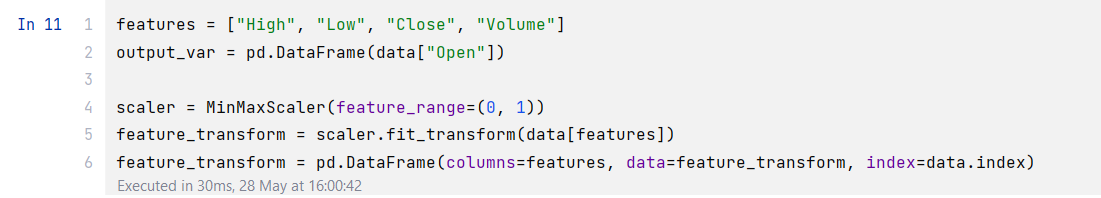 In 11 1 features = ["High", "Low", "Close", "Volume"]
2 output_var = pd.DataFrame(data["Open"])
3
4 scaler = MinMaxScaler(feature_range=(0, 1))
5 feature_transform = scaler.fit_transform(data[features])
6 feature_transform = pd.DataFrame(columns=features, data=feature_transform, index=data.index)
Executed in 30ms, 28 May at 16:00:42